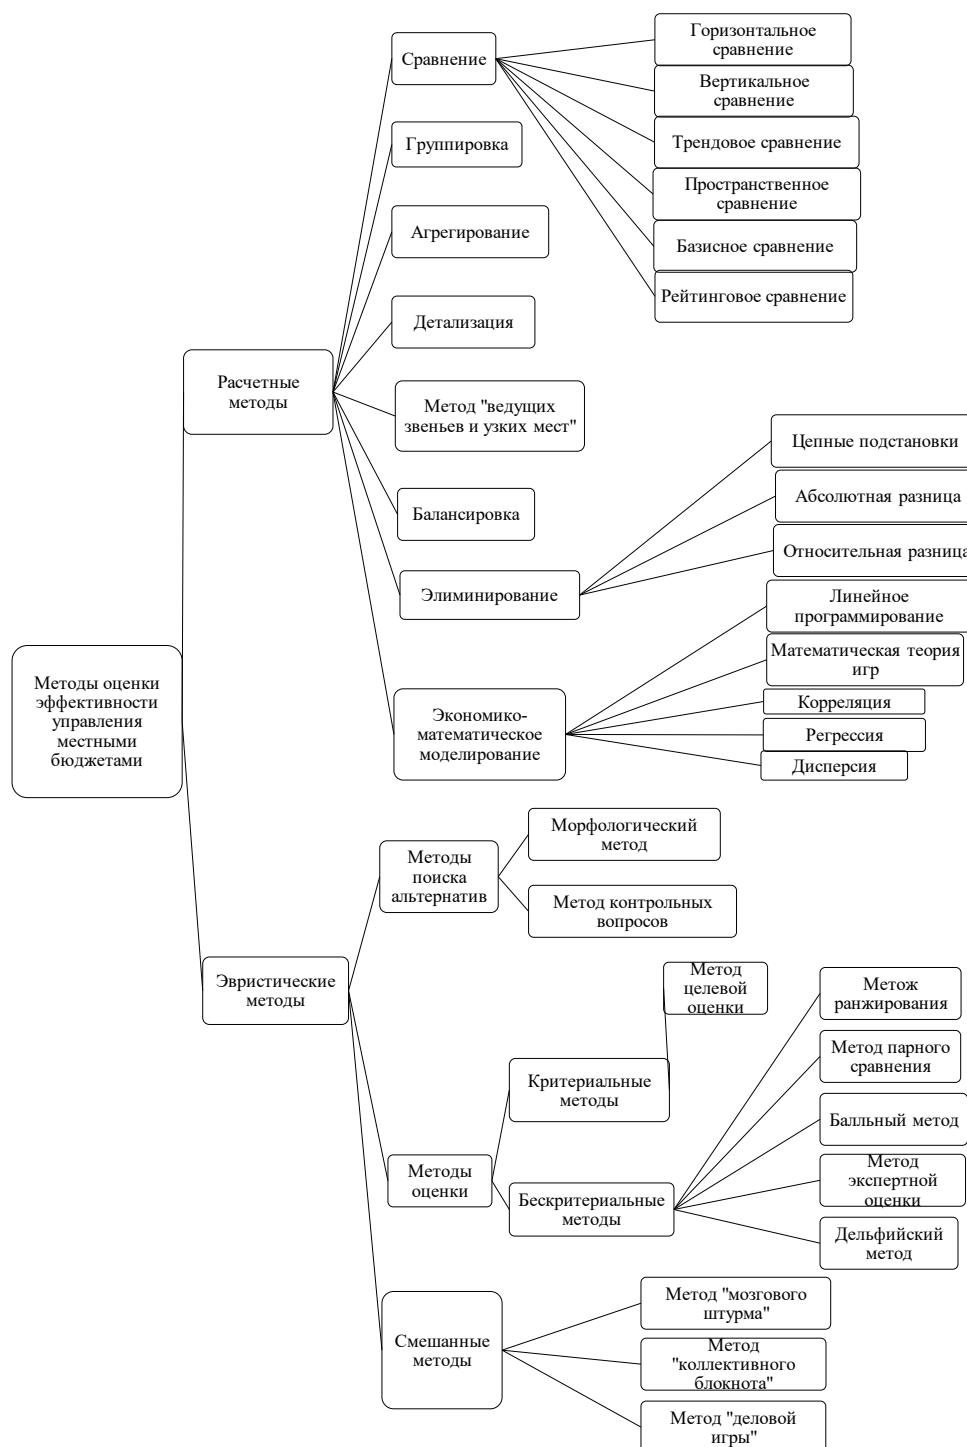 Горизонтальное
сравнение
Сравнение
Вертикальное
сравнение
Группировка
Трендовое сравнение
Пространственное
сравнение
Агрегирование
Базисное сравнение
Рейтинговое сравнение
Детализация
Расчетные
методы
Метод "ведущих
звеньев и узких мест"
Цепные подстановки
Абсолютная разница
Балансировка
Относительная разница
Элиминирование
Линейное
программирование
Методы оценки
эффективности
управления
местными
бюджетами
Математическая теория
игр
Экономико-
математическое
моделирование
Корреляция
Регрессия
Дисперсия
Морфологический
метод
Методы
поиска
альтернатив
Метод контрольных
вопросов
Эвристические
методы
Метод
целевой
оценки
Метож
ранжирования
Критериальные
методы
Метод парного
сравнения
Балльный метод
Методы
оценки
Бескритериальные
методы
Метод
экспертной
оценки
Дельфийский
метод
Смешанные
методы
Метод "мозгового
штурма"
Метод
"коллективного
блокнота"
Метод "деловой
игры"